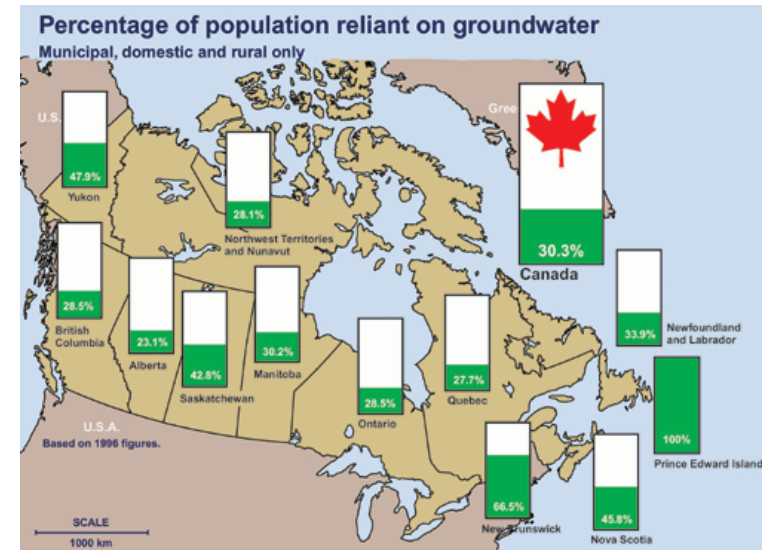 Percentage of population reliant on groundwater
Municipal, domestic and rural only
U.S.
Gree
47.9%
Yukon
28.1%
Northwest Territories
and Nunavut
30.3%
Canada
28.5%
British
Columbia
23.1%
Alberta
42.8%
Saskatchewan
30.2%
Manitoba
28.5%
Ontario
27.7%
Quebec
33.9%
Newfoundland
and Labrador
100%
Prince Edward Island
66.5%
New Brunswick
45.8%
Nova Scotia
U.S.A.
Based on 1996 figures.
SCALE
1000 km